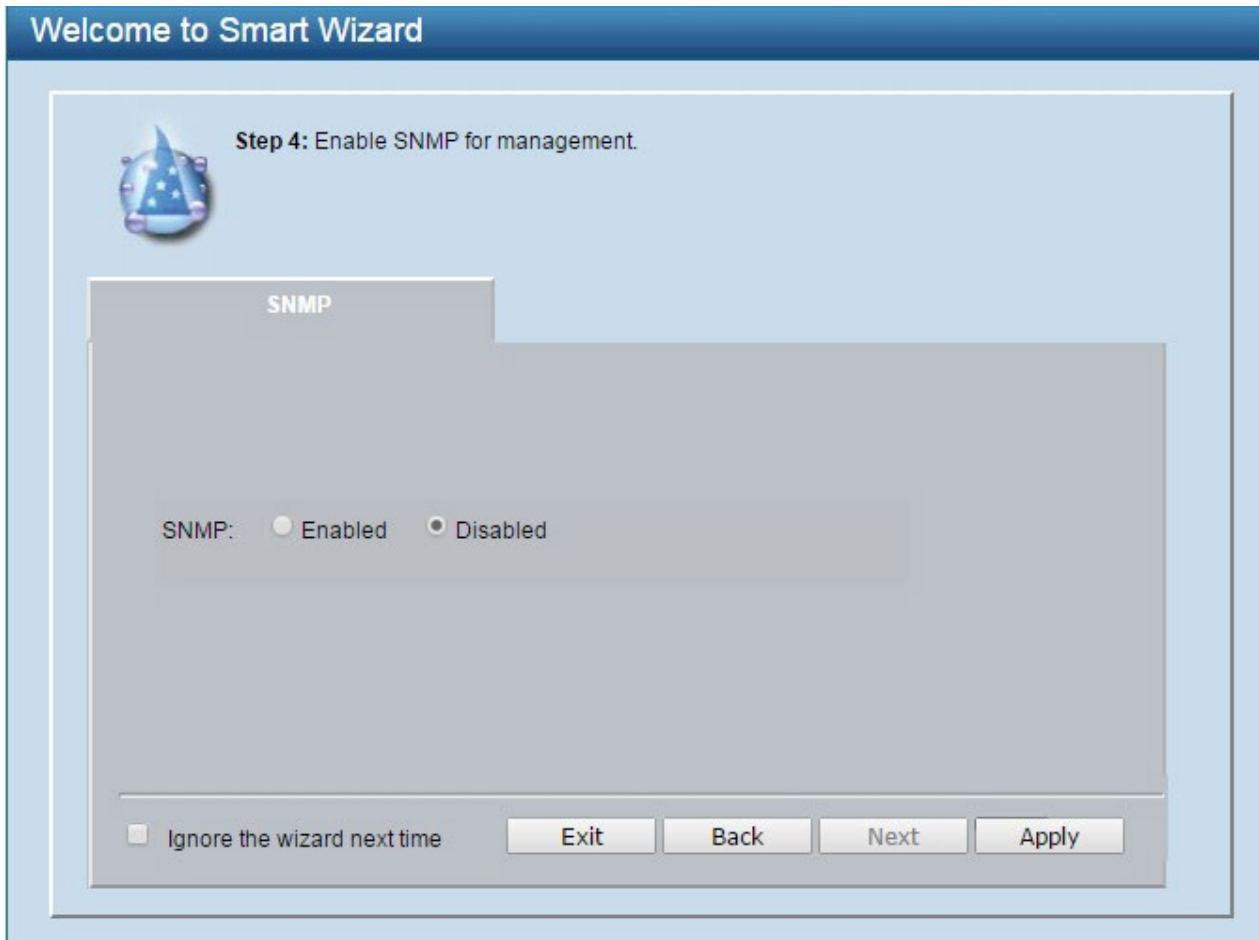 Welcome to Smart Wizard
Step 4: Enable SNMP for management.
SNMP
SNMP: Enabled Disabled
Ignore the wizard next time Exit Back Next Apply